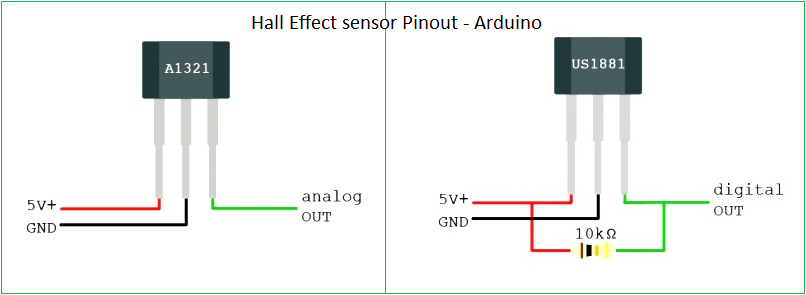 Hall Effect sensor Pinout - Arduino
A1321
5V+
GND
analog
OUT
US1881
5V+
GND
10kΩ
digital
OUT